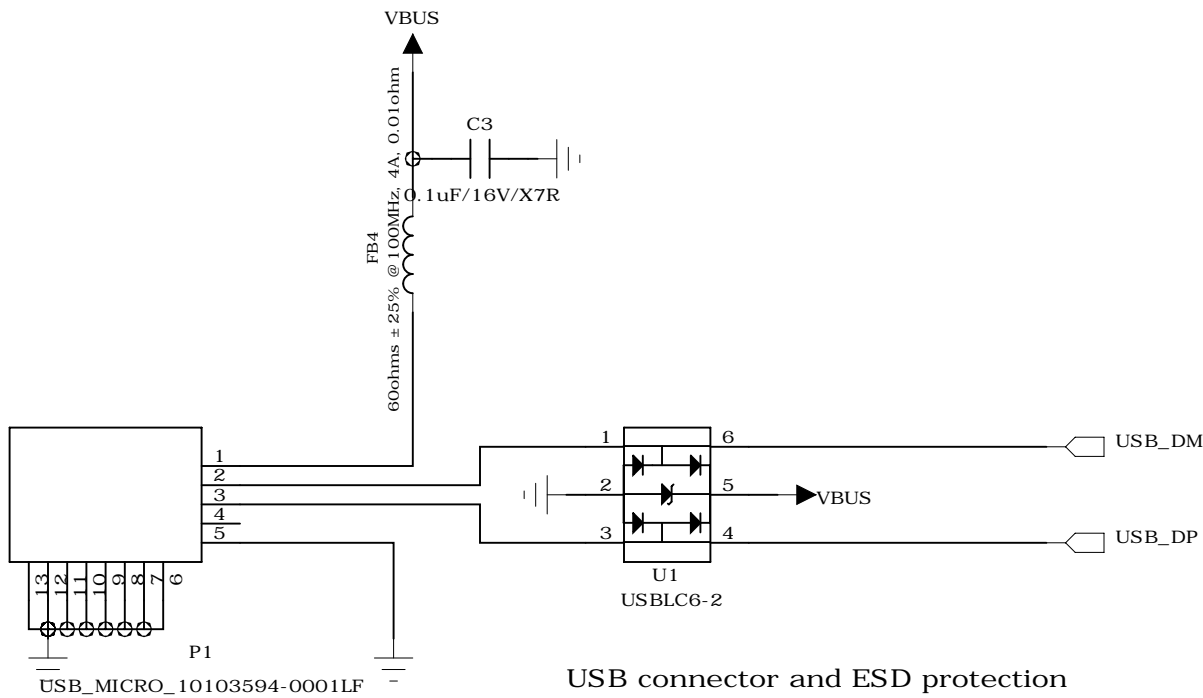 VBUS
C3
0.1uF/16V/X7R
FB4
60ohms ± 25% @100MHz, 4A, 0.01ohm
1
2
3
4
5
13
12
11
10
9
8
7
6
P1
USB_MICRO_10103594-0001LF
1
2
3
6
5
4
VBUS
USB_DM
USB_DP
U1
USBLC6-2
USB connector and ESD protection